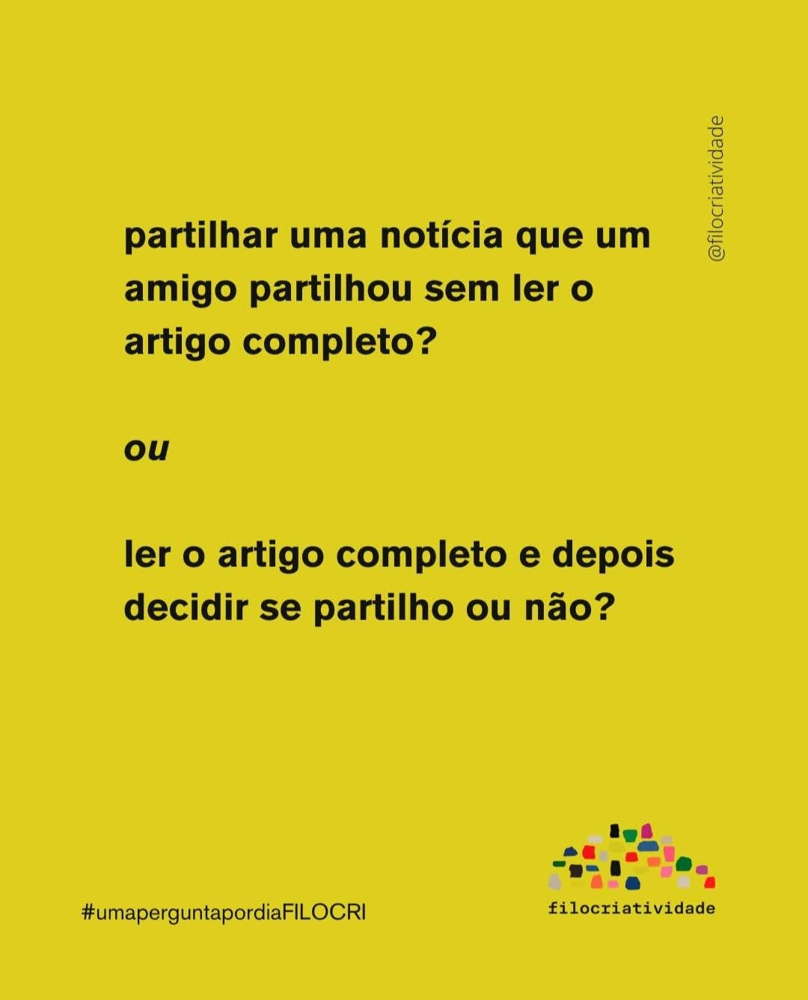 @filocriatividade
partilhar uma notícia que um
amigo partilhou sem ler o
artigo completo?
ou
ler o artigo completo e depois
decidir se partilho ou não?
#umaperguntapordiaFILOCRI
filocriatividade